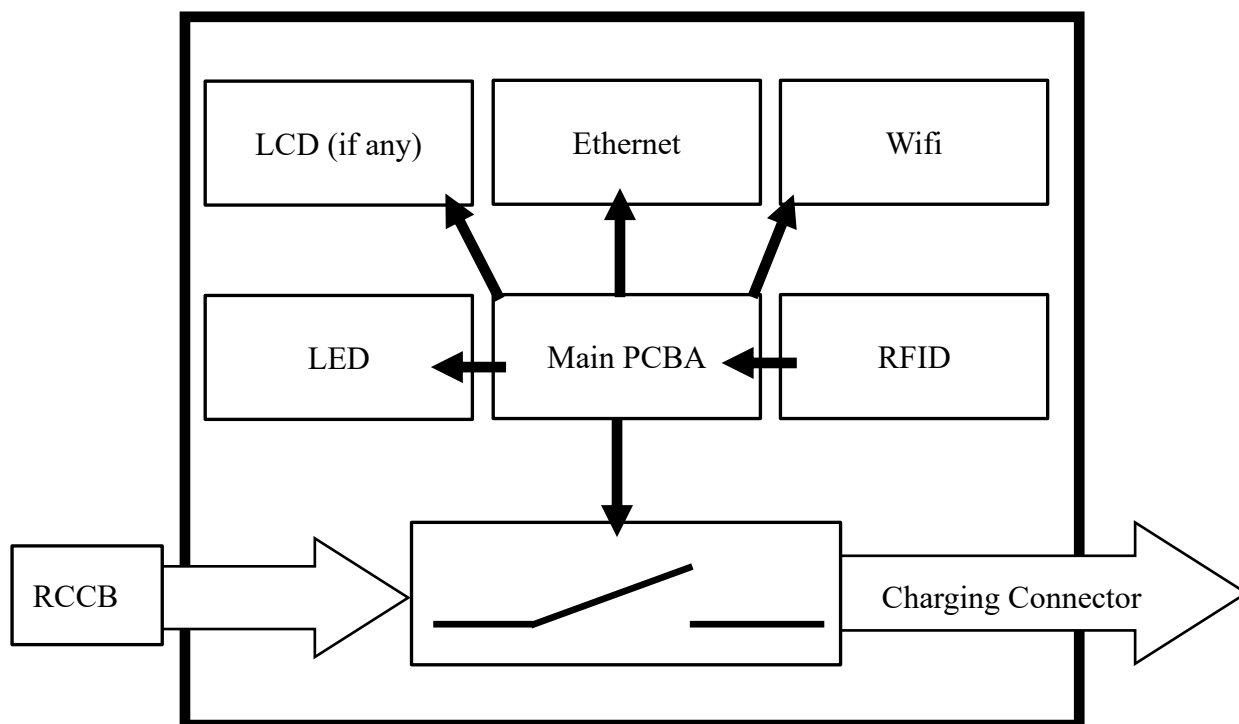 LCD (if any)
Ethernet
Wifi
LED
Main PCBA
RFID
RCCB
Charging Connector